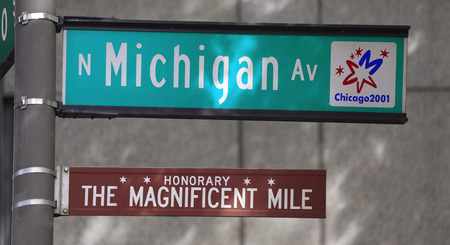 N Michigan Av
Chicago2001
HONORARY
THE MAGNIFICENT MILE